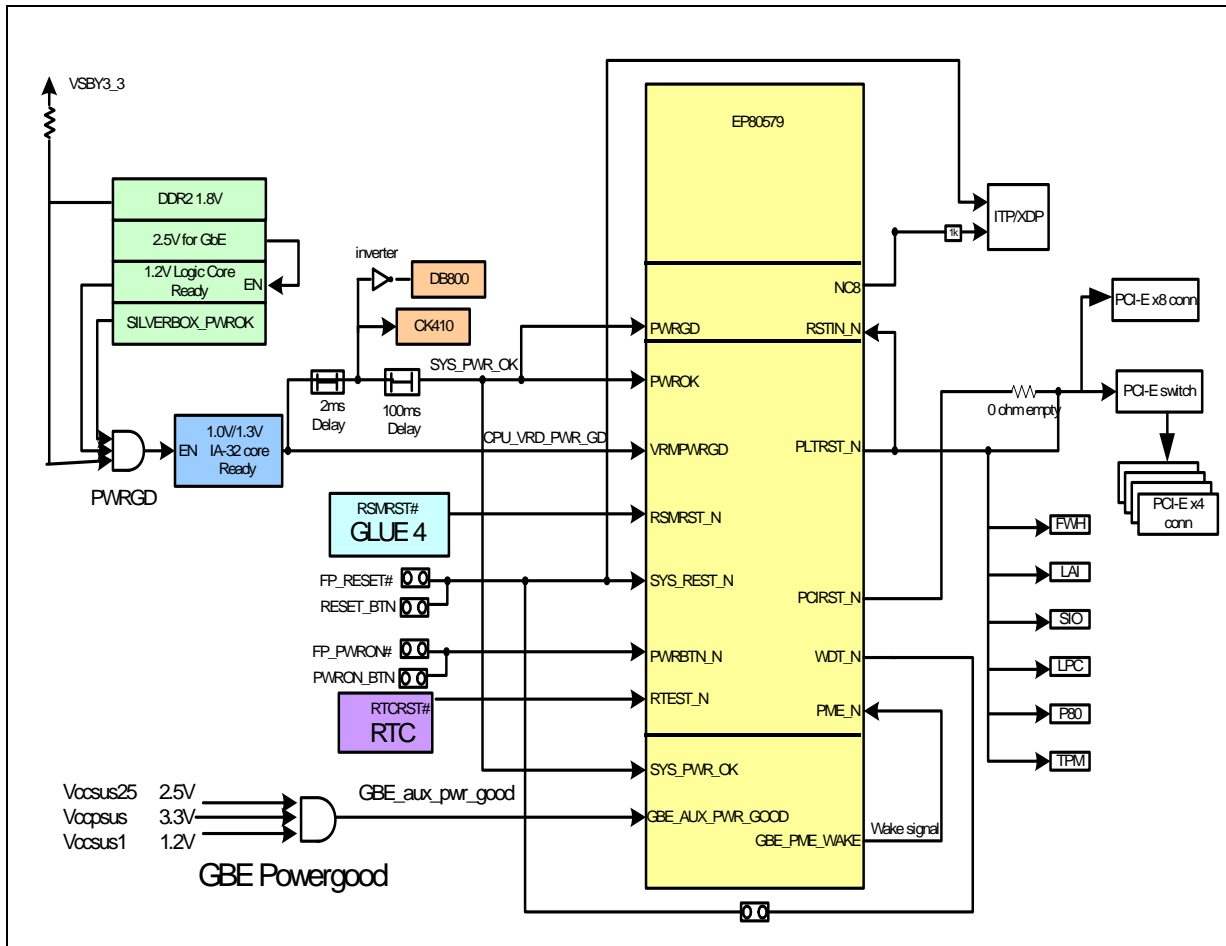 VSBY3_3
EP80579
DDR2 1.8V
2.5V for GbE
1.2V Logic Core
Ready
EN
SILVERBOX_PWROK
inverter
DB800
CK410
ITP/XDP
1k
NC8
PWRGD
RSTIN_N
PCI-E x8 conn
SYS_PWR_OK
PWROK
2ms
Delay
100ms
Delay
0 ohm empty
PCI-E switch
1.0V/1.3V
EN IA-32 core
Ready
PWRGD
CPU_VRD_PWR_GD
VRMPWRGD
PLTRST_N
PCI-E x4
conn
RSMRST#
GLUE 4
RSMRST_N
FWH
FP_RESET#
RESET_BTN
SYS_REST_N
PCIRST_N
LAI
SIO
FP_PWRON#
PWRON_BTN
PWRBTN_N
WDT_N
LPC
RTCRST#
RTC
RTEST_N
PME_N
P80
TPM
SYS_PWR_OK
Vccsus25 2.5V
Vccpsus 3.3V
Vccsus1 1.2V
GBE_aux_pwr_good
GBE_AUX_PWR_GOOD
GBE_PME_WAKE
Wake signal
GBE Powergood